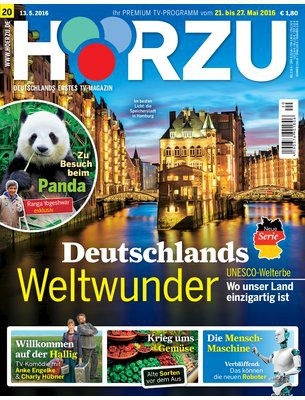 20
13.5.2016
Ihr PREMIUM TV-PROGRAMM vom 21. bis 27. Mai 2016
€ 1,80
WWW.HOERZU.DE
HÖRZU
DEUTSCHLANDS ERSTES TV-MAGAZIN
Im besten
Licht: die
Speicherstadt
in Hamburg
Zu
Besuch
beim
Panda
Ranga Yogeshwar
exklusiv
Neue
Serie
Deutschlands
Weltwunder
UNESCO-Welterbe
Wo unser Land
einzigartig ist
Willkommen
auf der Hallig
TV-Komödie mit
Anke Engelke
& Charly Hübner
Krieg ums
Gemüse
Alte Sorten
vor dem Aus
Die Mensch-
Maschine
Verblüffend:
Das können
die neuen Roboter